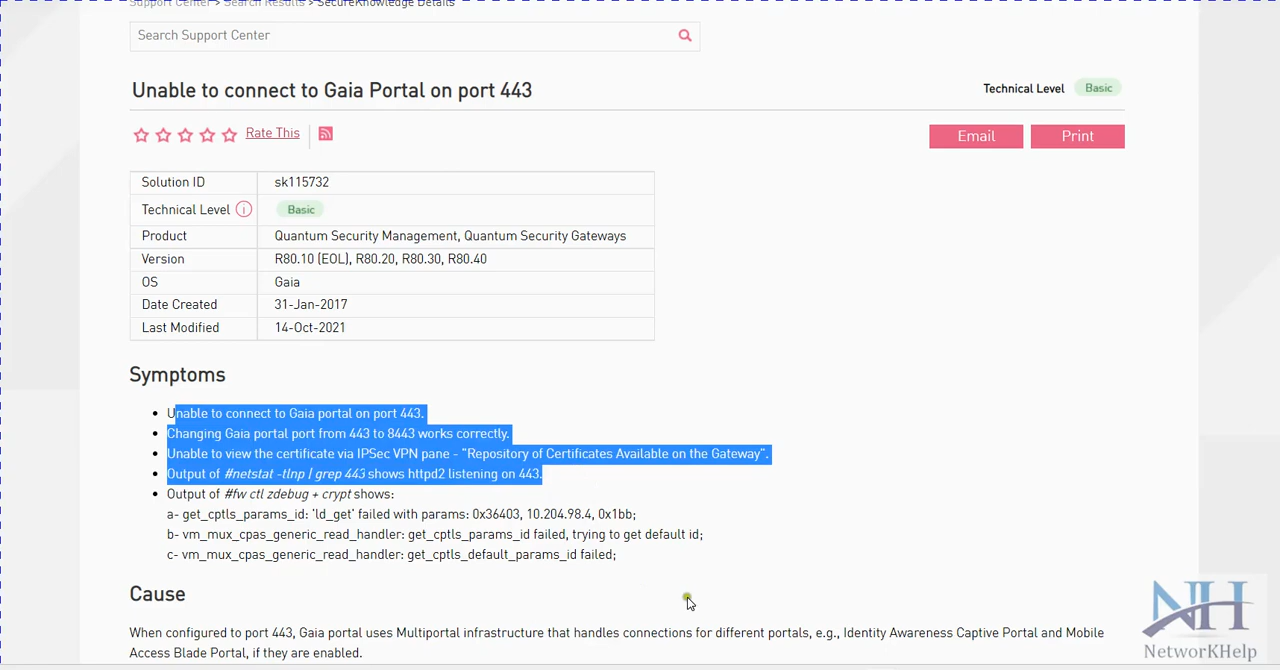 Support Center > Search Results > SecureKnowledge Details
Search Support Center
Unable to connect to Gaia Portal on port 443
Technical Level Basic
Rate This
Email Print
Solution ID sk115732
Technical Level Basic
Product Quantum Security Management, Quantum Security Gateways
Version R80.10 (EOL), R80.20, R80.30, R80.40
OS Gaia
Date Created 31-Jan-2017
Last Modified 14-Oct-2021
Symptoms
• Unable to connect to Gaia portal on port 443.
• Changing Gaia portal port from 443 to 8443 works correctly.
• Unable to view the certificate via IPSec VPN pane - "Repository of Certificates Available on the Gateway".
• Output of #netstat -tlnp | grep 443 shows httpd2 listening on 443.
• Output of #fw ctl zdebug + crypt shows:
a- get_cptls_params_id: 'ld_get' failed with params: 0x36403, 10.204.98.4, 0x1bb;
b- vm_mux_cpas_generic_read_handler: get_cptls_params_id failed, trying to get default id;
c- vm_mux_cpas_generic_read_handler: get_cptls_default_params_id failed;
Cause
When configured to port 443, Gaia portal uses Multiportal infrastructure that handles connections for different portals, e.g., Identity Awareness Captive Portal and Mobile
Access Blade Portal, if they are enabled.
NH
NetworKHelp